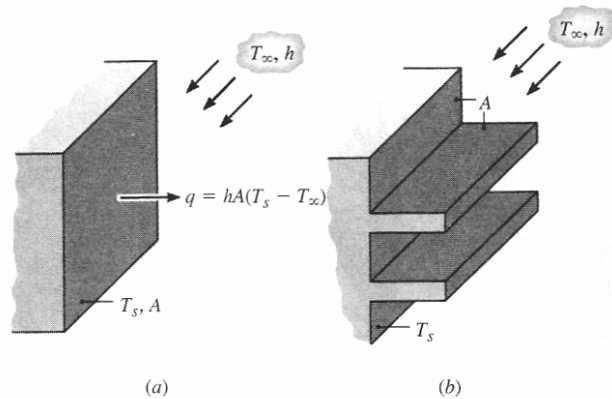 T∞, h
q = hA(Ts − T∞)
Ts, A
(a)
T∞, h
A
Ts
(b)